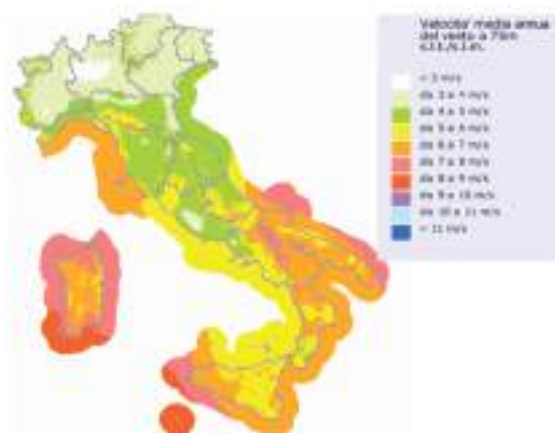 Velocita' media annua
del vento a 75m
s.l.t./s.l.m.
< 3 m/s
da 3 a 4 m/s
da 4 a 5 m/s
da 5 a 6 m/s
da 6 a 7 m/s
da 7 a 8 m/s
da 8 a 9 m/s
da 9 a 10 m/s
da 10 a 11 m/s
> 11 m/s